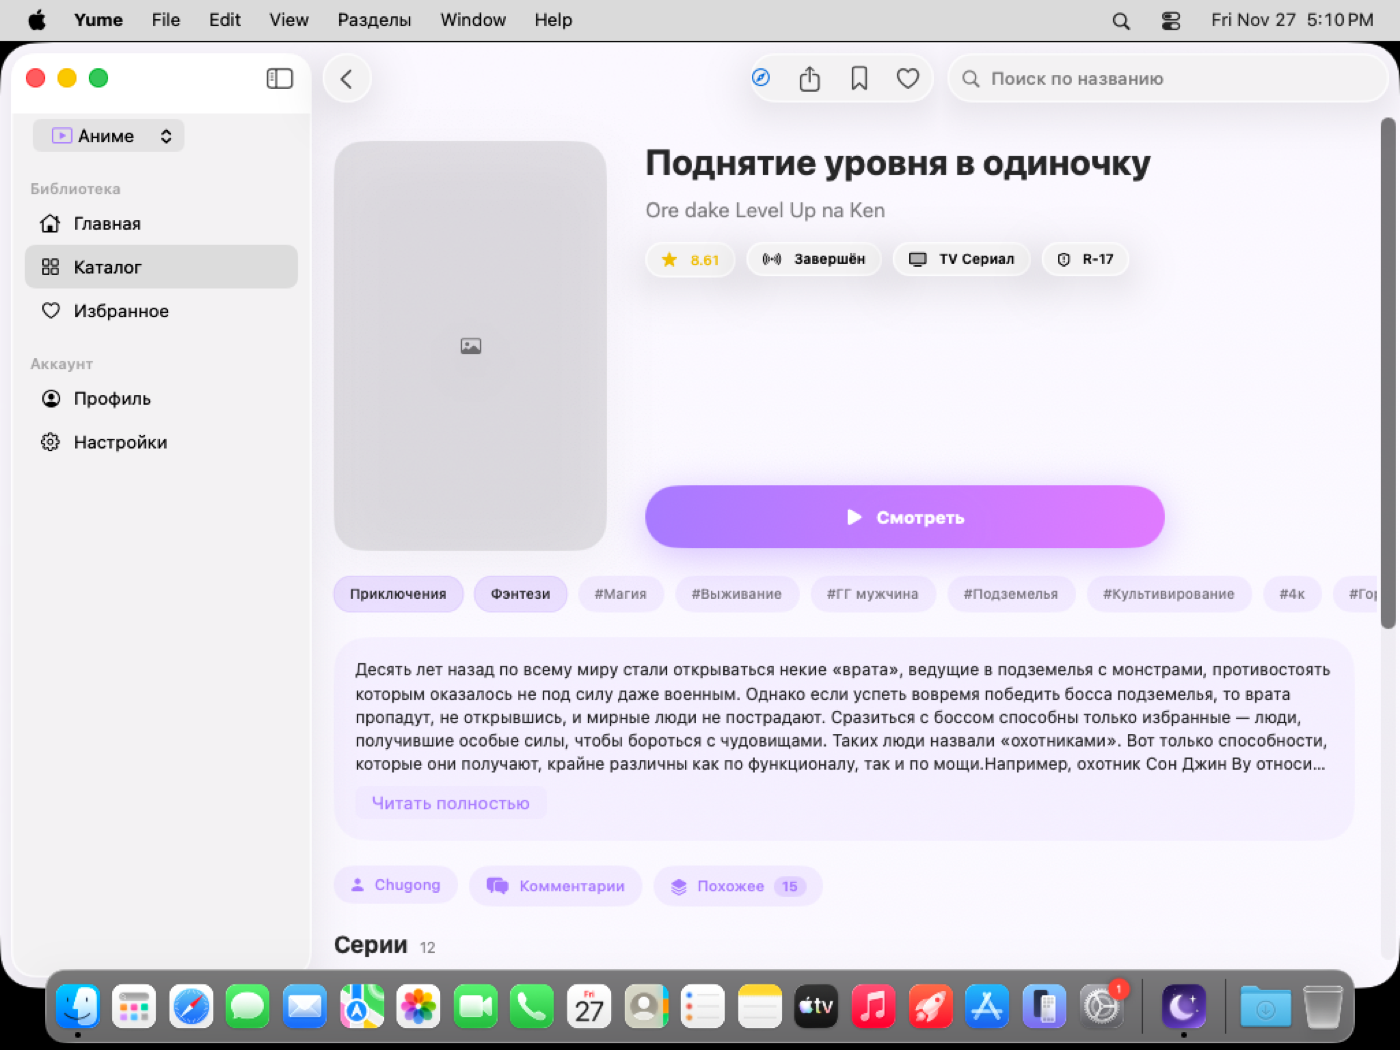 Yume File Edit View Разделы Window Help
Fri Nov 27 5:10 PM
Поиск по названию
Аниме
Библиотека
Главная
Каталог
Избранное
Аккаунт
Профиль
Настройки
Поднятие уровня в одиночку
Ore dake Level Up na Ken
8.61 Завершён TV Сериал R-17
Смотреть
Приключения Фэнтези #Магия #Выживание #ГГ мужчина #Подземелья #Культивирование #4к
Десять лет назад по всему миру стали открываться некие «врата», ведущие в подземелья с монстрами, противостоять
которым оказалось не под силу даже военным. Однако если успеть вовремя победить босса подземелья, то врата
пропадут, не открывшись, и мирные люди не пострадают. Сразиться с боссом способны только избранные — люди,
получившие особые силы, чтобы бороться с чудовищами. Таких люди назвали «охотниками». Вот только способности,
которые они получают, крайне различны как по функционалу, так и по мощи.Например, охотник Сон Джин Ву относи...
Читать полностью
Chugong Комментарии Похожее 15
Серии 12
Fri
27
tv
1